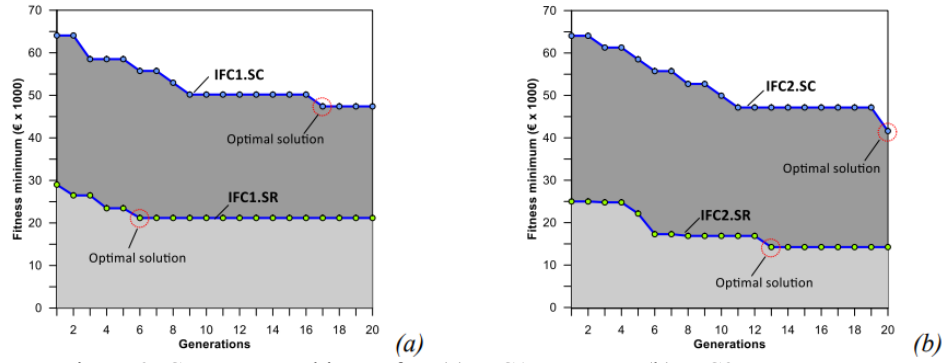 70
60
50
40
30
20
10
0
Fitness minimum (€ x 1000)
IFC1.SC
Optimal solution
IFC1.SR
Optimal solution
2 4 6 8 10 12 14 16 18 20
Generations
(a)
70
60
50
40
30
20
10
0
Fitness minimum (€ x 1000)
IFC2.SC
Optimal solution
IFC2.SR
Optimal solution
2 4 6 8 10 12 14 16 18 20
Generations
(b)